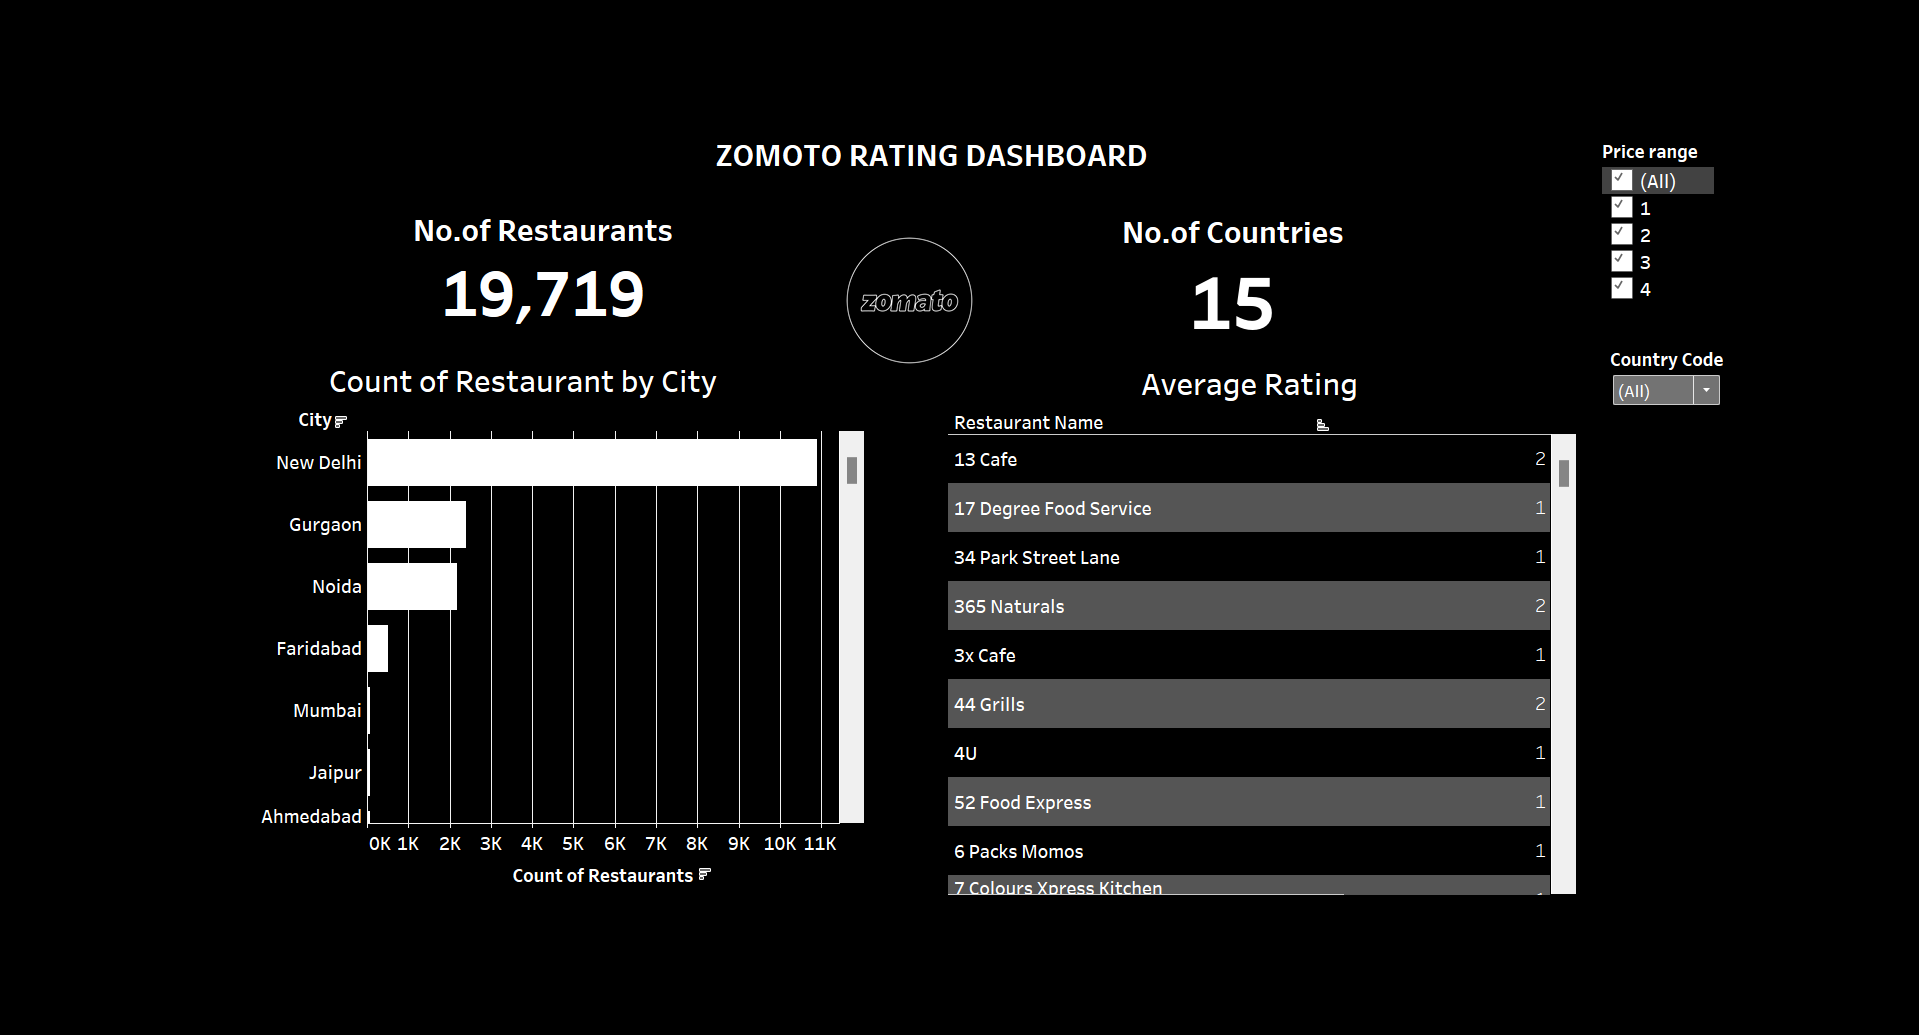 ZOMOTO RATING DASHBOARD
No.of Restaurants
19,719
zomato
No.of Countries
15
Price range
(All)
1
2
3
4
Country Code
(All)
Count of Restaurant by City
City
New Delhi
Gurgaon
Noida
Faridabad
Mumbai
Jaipur
Ahmedabad
0K 1K 2K 3K 4K 5K 6K 7K 8K 9K 10K 11K
Count of Restaurants
Average Rating
Restaurant Name
13 Cafe 2
17 Degree Food Service 1
34 Park Street Lane 1
365 Naturals 2
3x Cafe 1
44 Grills 2
4U 1
52 Food Express 1
6 Packs Momos 1
7 Colours Xpress Kitchen